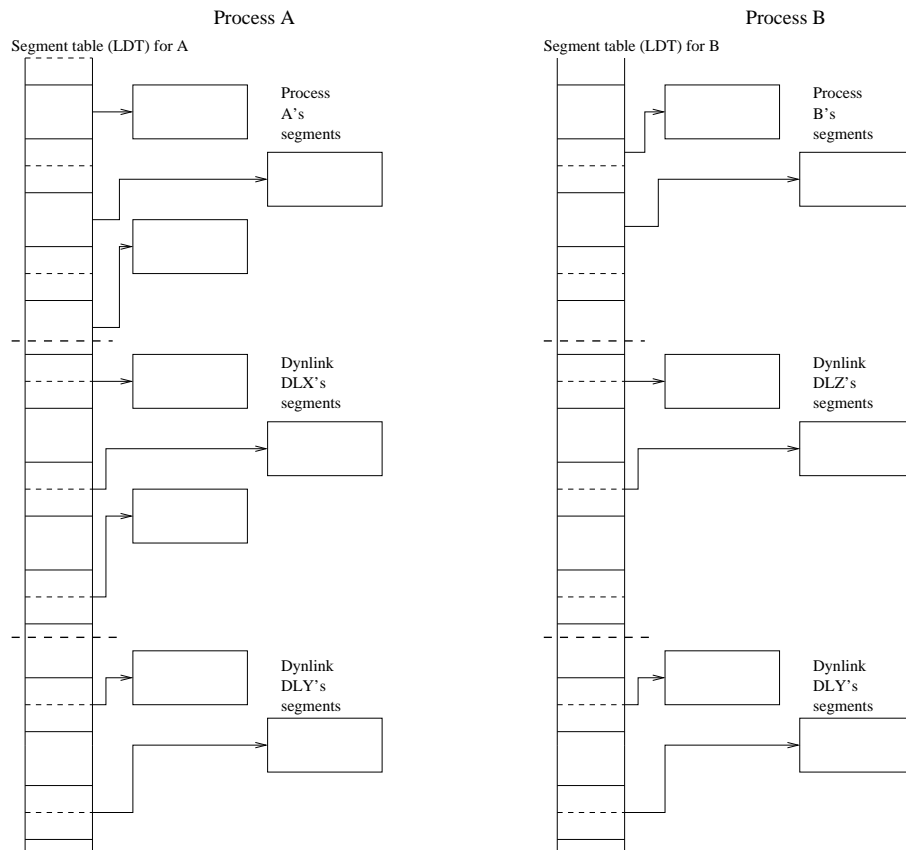 Process A
Process B
Segment table (LDT) for A
Segment table (LDT) for B
Process
A's
segments
Process
B's
segments
Dynlink
DLX's
segments
Dynlink
DLZ's
segments
Dynlink
DLY's
segments
Dynlink
DLY's
segments